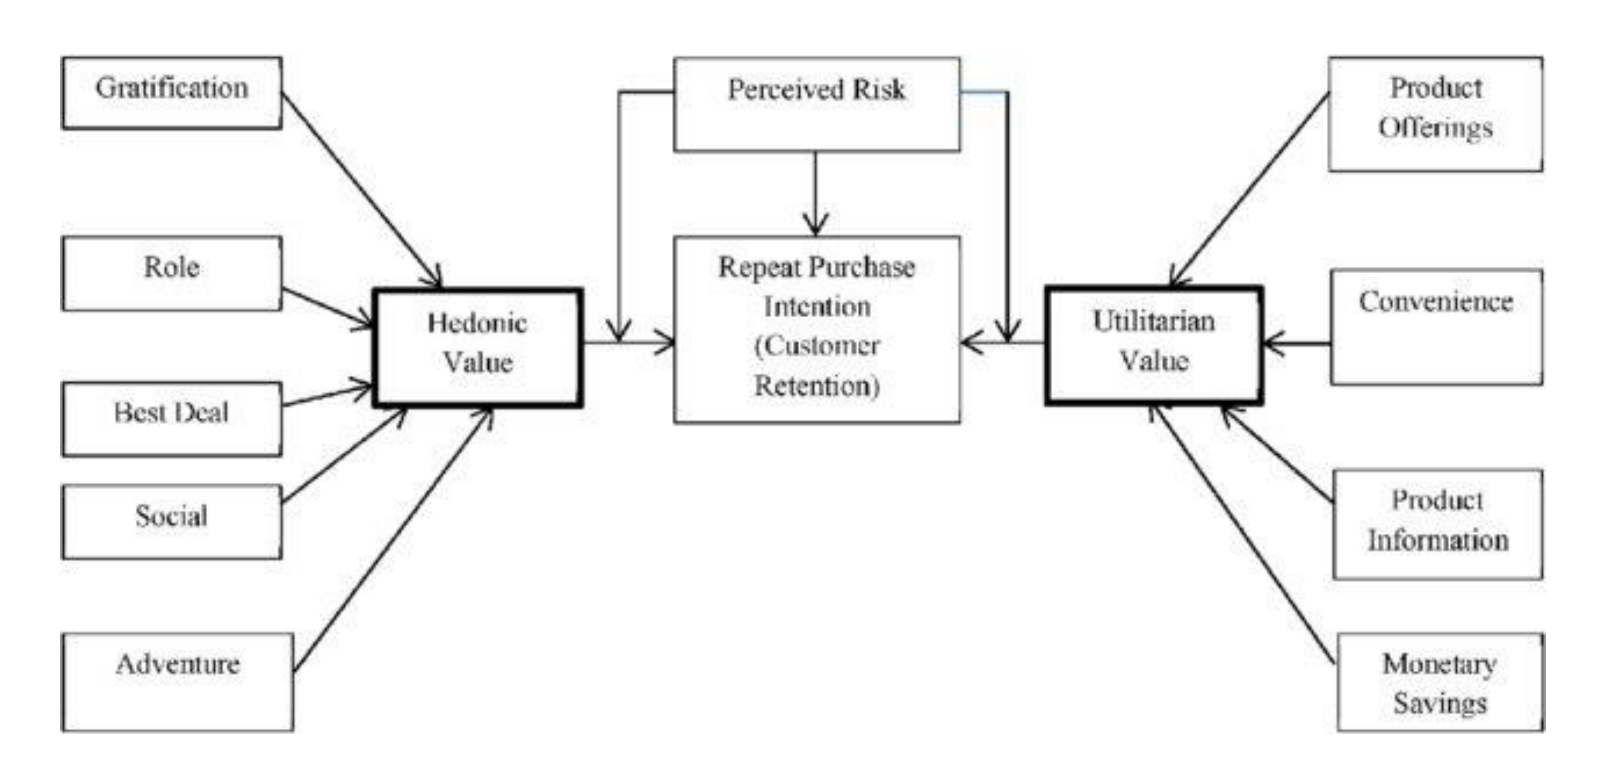 Gratification
Role
Best Deal
Social
Adventure
Hedonic
Value
Perceived Risk
Repeat Purchase
Intention
(Customer
Retention)
Utilitarian
Value
Product
Offerings
Convenience
Product
Information
Monetary
Savings